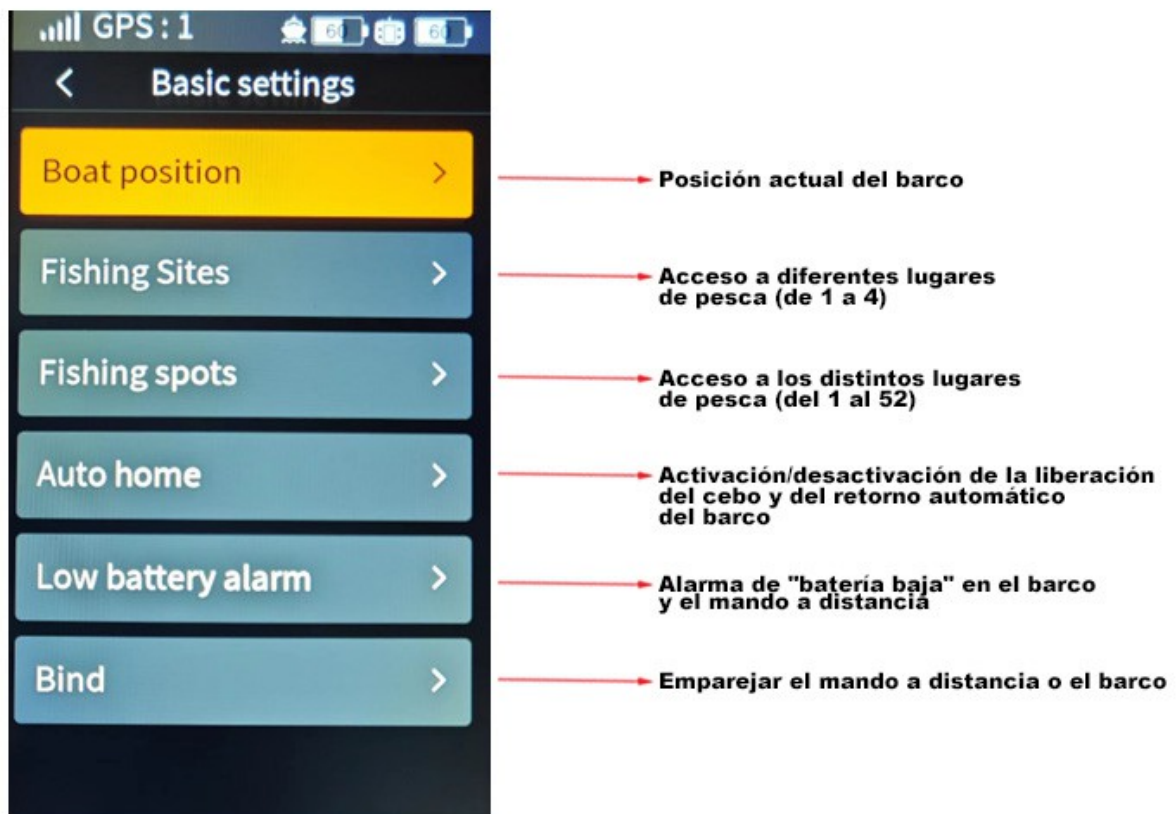 GPS : 1 60 60
Basic settings
Boat position
Posición actual del barco
Fishing Sites
Acceso a diferentes lugares
de pesca (de 1 a 4)
Fishing spots
Acceso a los distintos lugares
de pesca (del 1 al 52)
Auto home
Activación/desactivación de la liberación
del cebo y del retorno automático
del barco
Low battery alarm
Alarma de "batería baja" en el barco
y el mando a distancia
Bind
Emparejar el mando a distancia o el barco